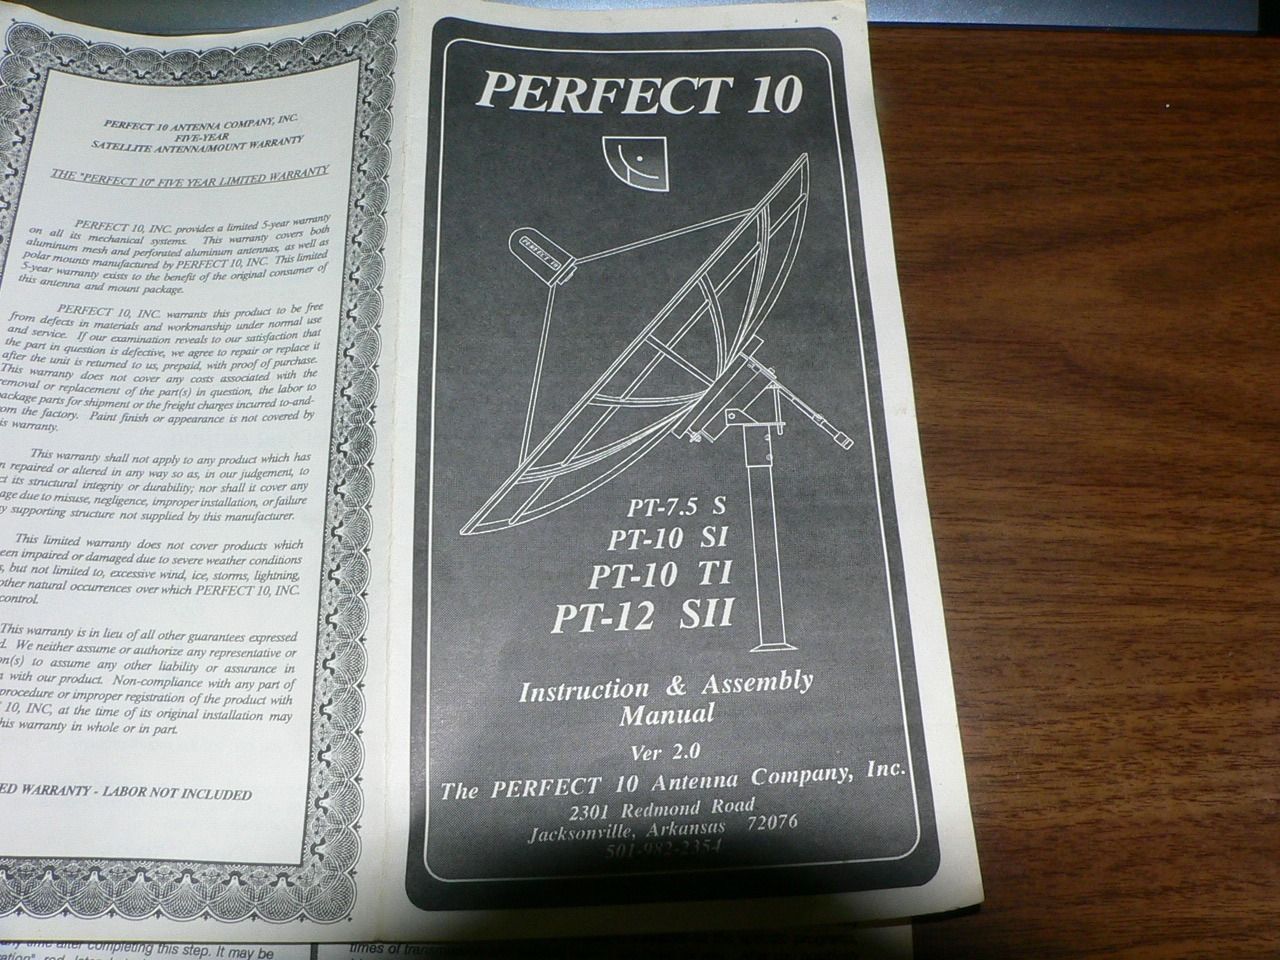 PERFECT 10 ANTENNA COMPANY, INC.
FIVE-YEAR
SATELLITE ANTENNA/MOUNT WARRANTY
THE "PERFECT 10" FIVE YEAR LIMITED WARRANTY
PERFECT 10, INC. provides a limited 5-year warranty
on all its mechanical systems. This warranty covers both
aluminum mesh and perforated aluminum antennas, as well as
polar mounts manufactured by PERFECT 10, INC. This limited
5-year warranty exists to the benefit of the original consumer of
this antenna and mount package.
PERFECT 10, INC. warrants this product to be free
from defects in materials and workmanship under normal use
and service. If our examination reveals to our satisfaction that
the part in question is defective, we agree to repair or replace it
after the unit is returned to us, prepaid, with proof of purchase.
This warranty does not cover any costs associated with the
removal or replacement of the part(s) in question, the labor to
package parts for shipment or the freight charges incurred to-and-
om the factory. Paint finish or appearance is not covered by
is warranty.
This warranty shall not apply to any product which has
n repaired or altered in any way so as, in our judgement, to
ct its structural integrity or durability; nor shall it cover any
age due to misuse, negligence, improper installation, or failure
y supporting structure not supplied by this manufacturer.
This limited warranty does not cover products which
een impaired or damaged due to severe weather conditions
s, but not limited to, excessive wind, ice, storms, lightning,
other natural occurrences over which PERFECT 10, INC.
control.
This warranty is in lieu of all other guarantees expressed
d. We neither assume or authorize any representative or
on(s) to assume any other liability or assurance in
n with our product. Non-compliance with any part of
procedure or improper registration of the product with
T 10, INC, at the time of its original installation may
his warranty in whole or in part.
ED WARRANTY - LABOR NOT INCLUDED
PERFECT 10
PERFECT 10
PT-7.5 S
PT-10 SI
PT-10 TI
PT-12 SII
Instruction & Assembly
Manual
Ver 2.0
The PERFECT 10 Antenna Company, Inc.
2301 Redmond Road
Jacksonville, Arkansas 72076
501-982-2354
any time after completing this step. It may be
times of